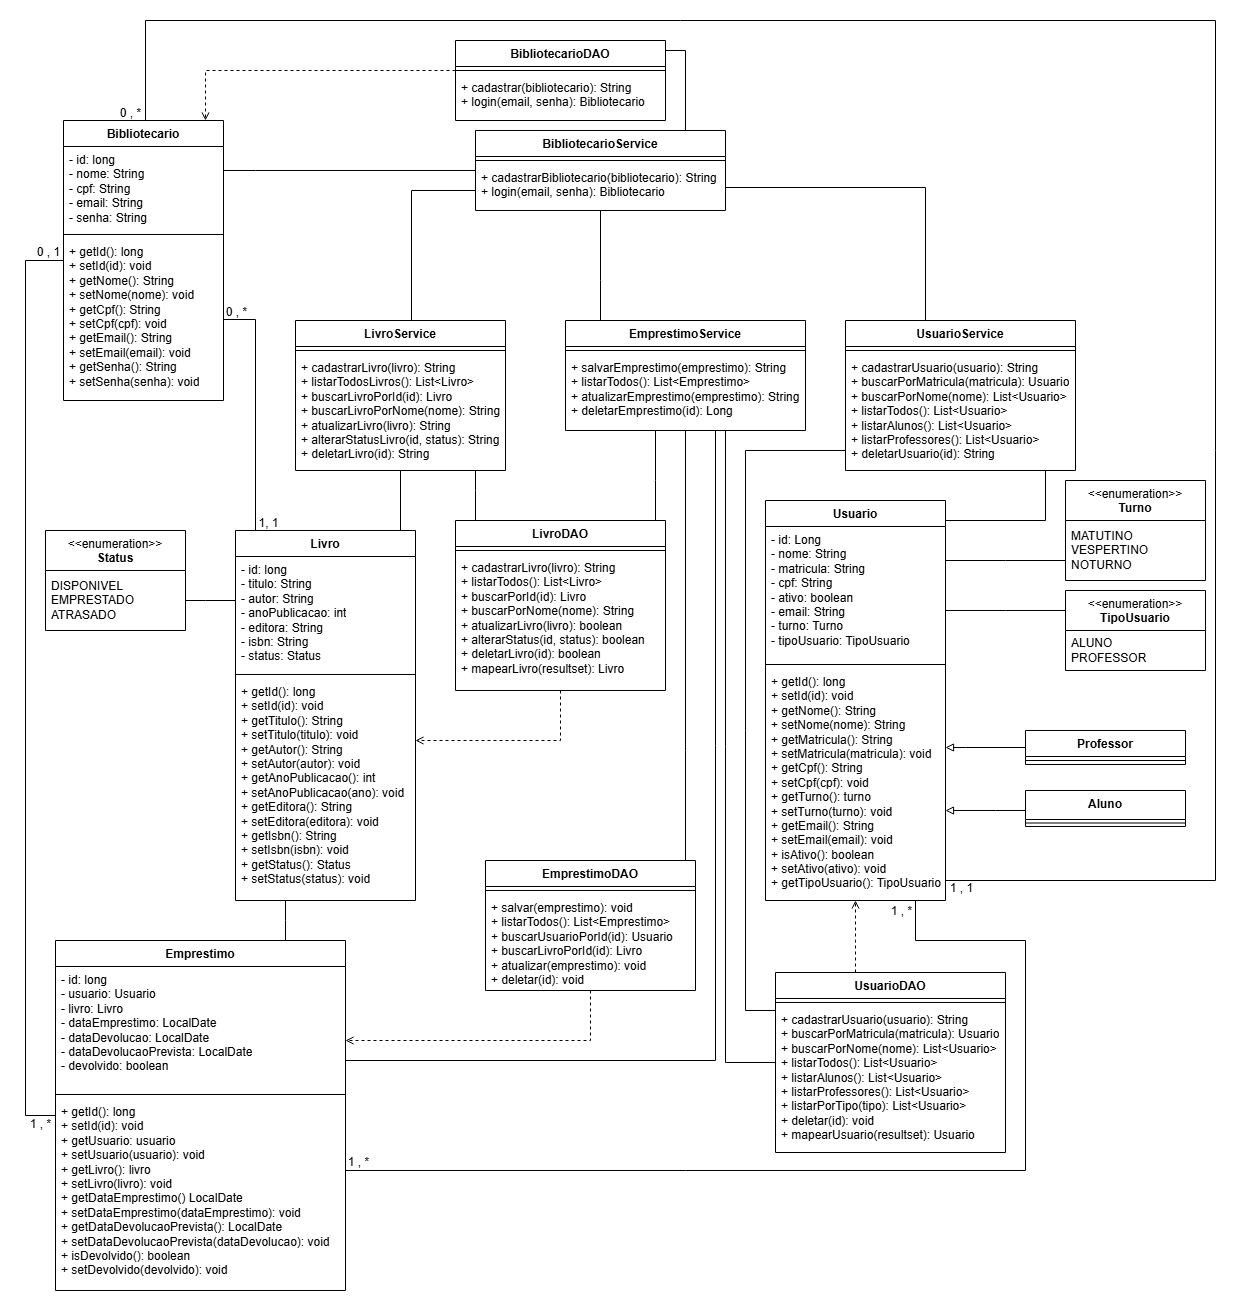 BibliotecarioDAO
+ cadastrar(bibliotecario): String
+ login(email, senha): Bibliotecario
0 , *
Bibliotecario
- id: long
- nome: String
- cpf: String
- email: String
- senha: String
+ getId(): long
+ setId(id): void
+ getNome(): String
+ setNome(nome): void
+ getCpf(): String
+ setCpf(cpf): void
+ getEmail(): String
+ setEmail(email): void
+ getSenha(): String
+ setSenha(senha): void
0 , 1
0 , *
BibliotecarioService
+ cadastrarBibliotecario(bibliotecario): String
+ login(email, senha): Bibliotecario
LivroService
+ cadastrarLivro(livro): String
+ listarTodosLivros(): List<Livro>
+ buscarLivroPorId(id): Livro
+ buscarLivroPorNome(nome): String
+ atualizarLivro(livro): String
+ alterarStatusLivro(id, status): String
+ deletarLivro(id): String
EmprestimoService
+ salvarEmprestimo(emprestimo): String
+ listarTodos(): List<Emprestimo>
+ atualizarEmprestimo(emprestimo): String
+ deletarEmprestimo(id): Long
UsuarioService
+ cadastrarUsuario(usuario): String
+ buscarPorMatricula(matricula): Usuario
+ buscarPorNome(nome): List<Usuario>
+ listarTodos(): List<Usuario>
+ listarAlunos(): List<Usuario>
+ listarProfessores(): List<Usuario>
+ deletarUsuario(id): String
1, 1
<<enumeration>>
Status
DISPONIVEL
EMPRESTADO
ATRASADO
Livro
- id: long
- titulo: String
- autor: String
- anoPublicacao: int
- editora: String
- isbn: String
- status: Status
+ getId(): long
+ setId(id): void
+ getTitulo(): String
+ setTitulo(titulo): void
+ getAutor(): String
+ setAutor(autor): void
+ getAnoPublicacao(): int
+ setAnoPublicacao(ano): void
+ getEditora(): String
+ setEditora(editora): void
+ getIsbn(): String
+ setIsbn(isbn): void
+ getStatus(): Status
+ setStatus(status): void
LivroDAO
+ cadastrarLivro(livro): String
+ listarTodos(): List<Livro>
+ buscarPorId(id): Livro
+ buscarPorNome(nome): String
+ atualizarLivro(livro): boolean
+ alterarStatus(id, status): boolean
+ deletarLivro(id): boolean
+ mapearLivro(resultset): Livro
Usuario
- id: Long
- nome: String
- matricula: String
- cpf: String
- ativo: boolean
- email: String
- turno: Turno
- tipoUsuario: TipoUsuario
+ getId(): long
+ setId(id): void
+ getNome(): String
+ setNome(nome): String
+ getMatricula(): String
+ setMatricula(matricula): void
+ getCpf(): String
+ setCpf(cpf): void
+ getTurno(): turno
+ setTurno(turno): void
+ getEmail(): String
+ setEmail(email): void
+ isAtivo(): boolean
+ setAtivo(ativo): void
+ getTipoUsuario(): TipoUsuario
<<enumeration>>
Turno
MATUTINO
VESPERTINO
NOTURNO
<<enumeration>>
TipoUsuario
ALUNO
PROFESSOR
Professor
Aluno
1 , 1
1 , *
EmprestimoDAO
+ salvar(emprestimo): void
+ listarTodos(): List<Emprestimo>
+ buscarUsuarioPorId(id): Usuario
+ buscarLivroPorId(id): Livro
+ atualizar(emprestimo): void
+ deletar(id): void
Emprestimo
- id: long
- usuario: Usuario
- livro: Livro
- dataEmprestimo: LocalDate
- dataDevolucao: LocalDate
- dataDevolucaoPrevista: LocalDate
- devolvido: boolean
+ getId(): long
+ setId(id): void
+ getUsuario: usuario
+ setUsuario(usuario): void
+ getLivro(): livro
+ setLivro(livro): void
+ getDataEmprestimo() LocalDate
+ setDataEmprestimo(dataEmprestimo): void
+ getDataDevolucaoPrevista(): LocalDate
+ setDataDevolucaoPrevista(dataDevolucao): void
+ isDevolvido(): boolean
+ setDevolvido(devolvido): void
1 , *
1 , *
UsuarioDAO
+ cadastrarUsuario(usuario): String
+ buscarPorMatricula(matricula): Usuario
+ buscarPorNome(nome): List<Usuario>
+ listarTodos(): List<Usuario>
+ listarAlunos(): List<Usuario>
+ listarProfessores(): List<Usuario>
+ listarPorTipo(tipo): List<Usuario>
+ deletar(id): void
+ mapearUsuario(resultset): Usuario